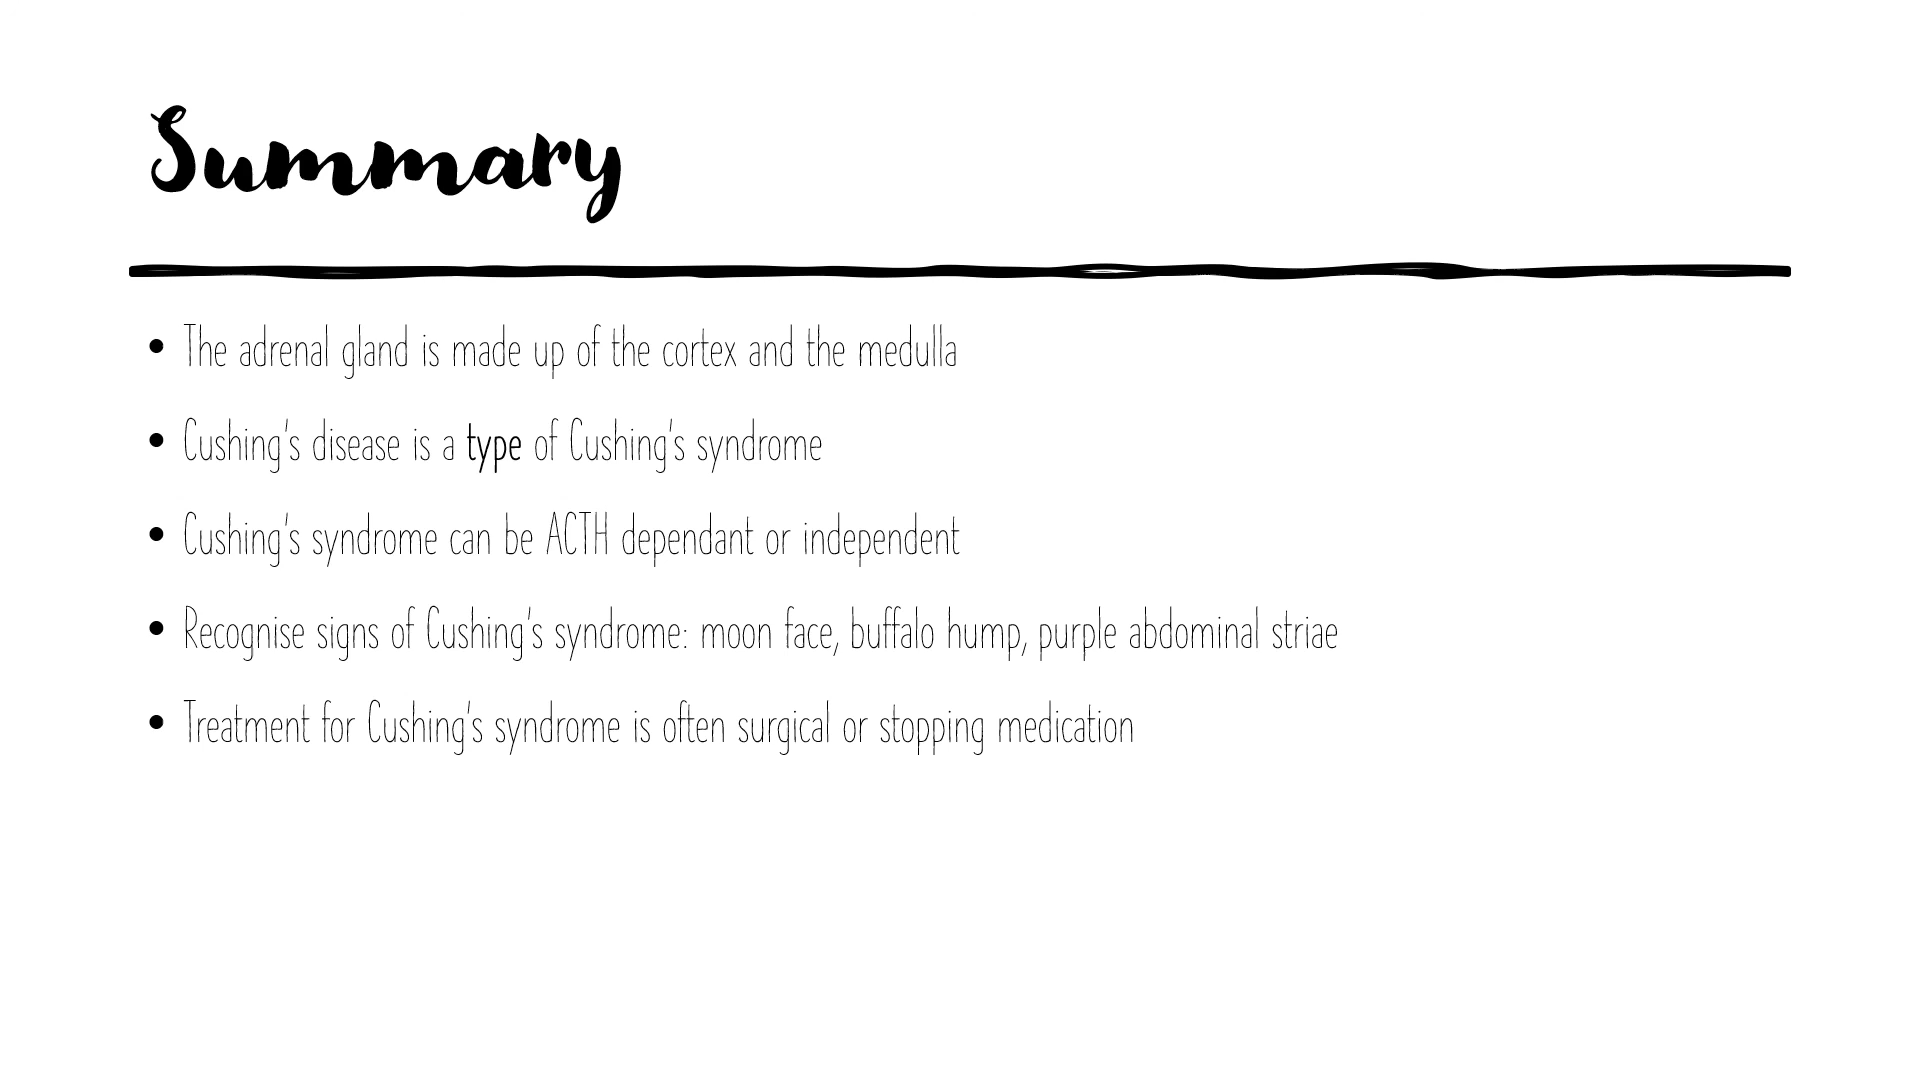 Summary
• The adrenal gland is made up of the cortex and the medulla
• Cushing's disease is a type of Cushing's syndrome
• Cushing's syndrome can be ACTH dependant or independent
• Recognise signs of Cushing's syndrome: moon face, buffalo hump, purple abdominal striae
• Treatment for Cushing's syndrome is often surgical or stopping medication